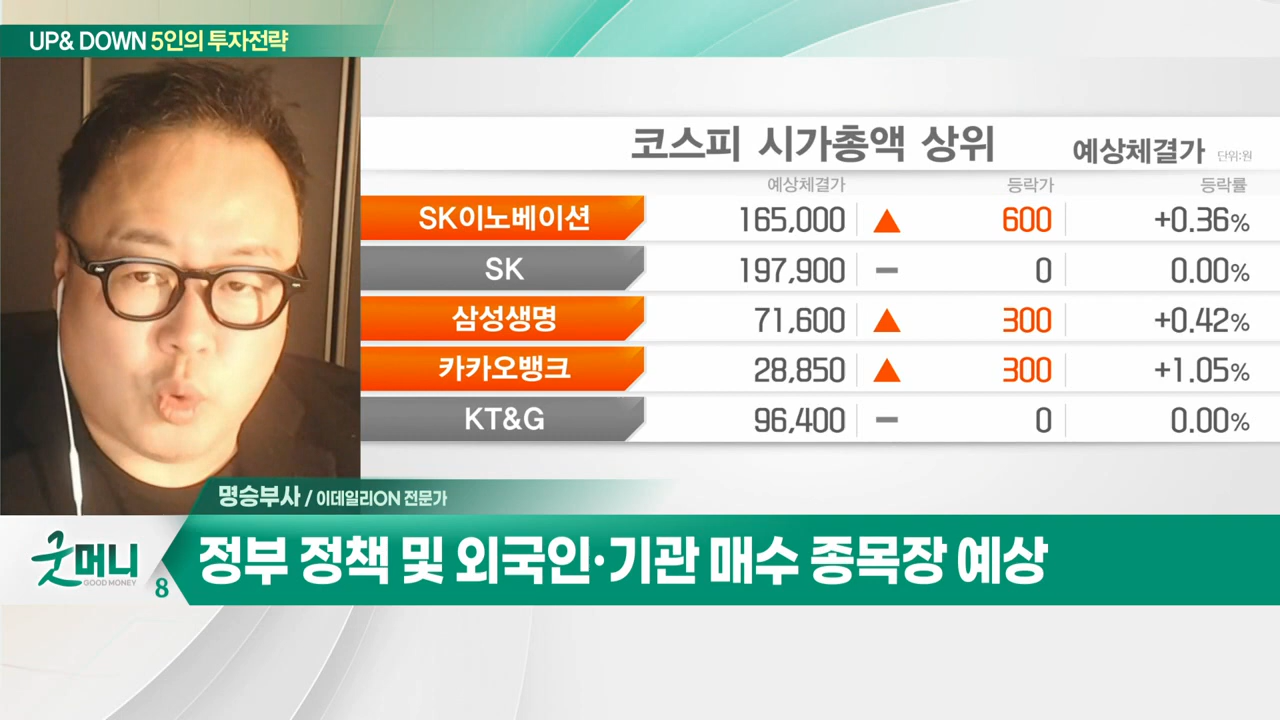 UP& DOWN 5인의 투자전략
코스피 시가총액 상위 예상체결가 단위:원
예상체결가 등락가 등락률
SK이노베이션 165,000 ▲ 600 +0.36%
SK 197,900 - 0 0.00%
삼성생명 71,600 ▲ 300 +0.42%
카카오뱅크 28,850 ▲ 300 +1.05%
KT&G 96,400 - 0 0.00%
명승부사 / 이데일리ON 전문가
굿머니
GOOD MONEY
8
정부 정책 및 외국인·기관 매수 종목장 예상